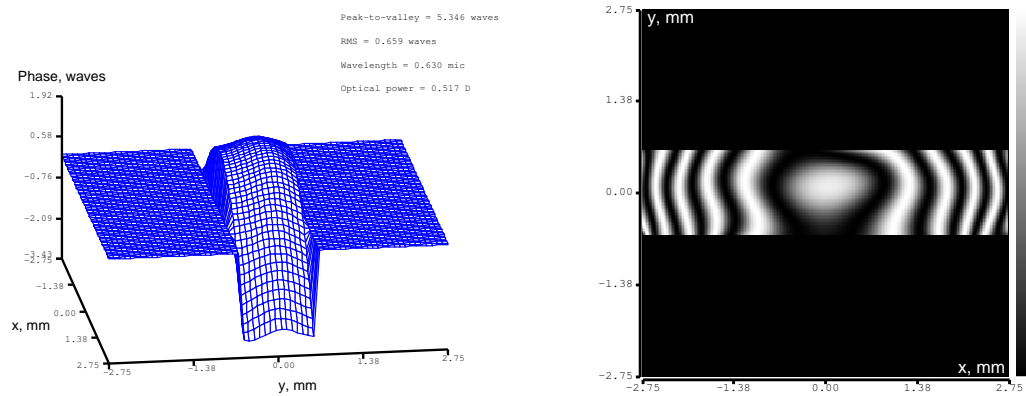 Peak-to-valley = 5.346 waves
RMS = 0.659 waves
Wavelength = 0.630 mic
Optical power = 0.517 D
Phase, waves
1.92
0.58
-0.76
-2.09
-3.43
-2.75
-1.38
0.00
1.38
2.75
x, mm
-2.75
-1.38
0.00
1.38
2.75
y, mm
2.75
y, mm
1.38
0.00
-1.38
-2.75
x, mm
-2.75
-1.38
0.00
1.38
2.75